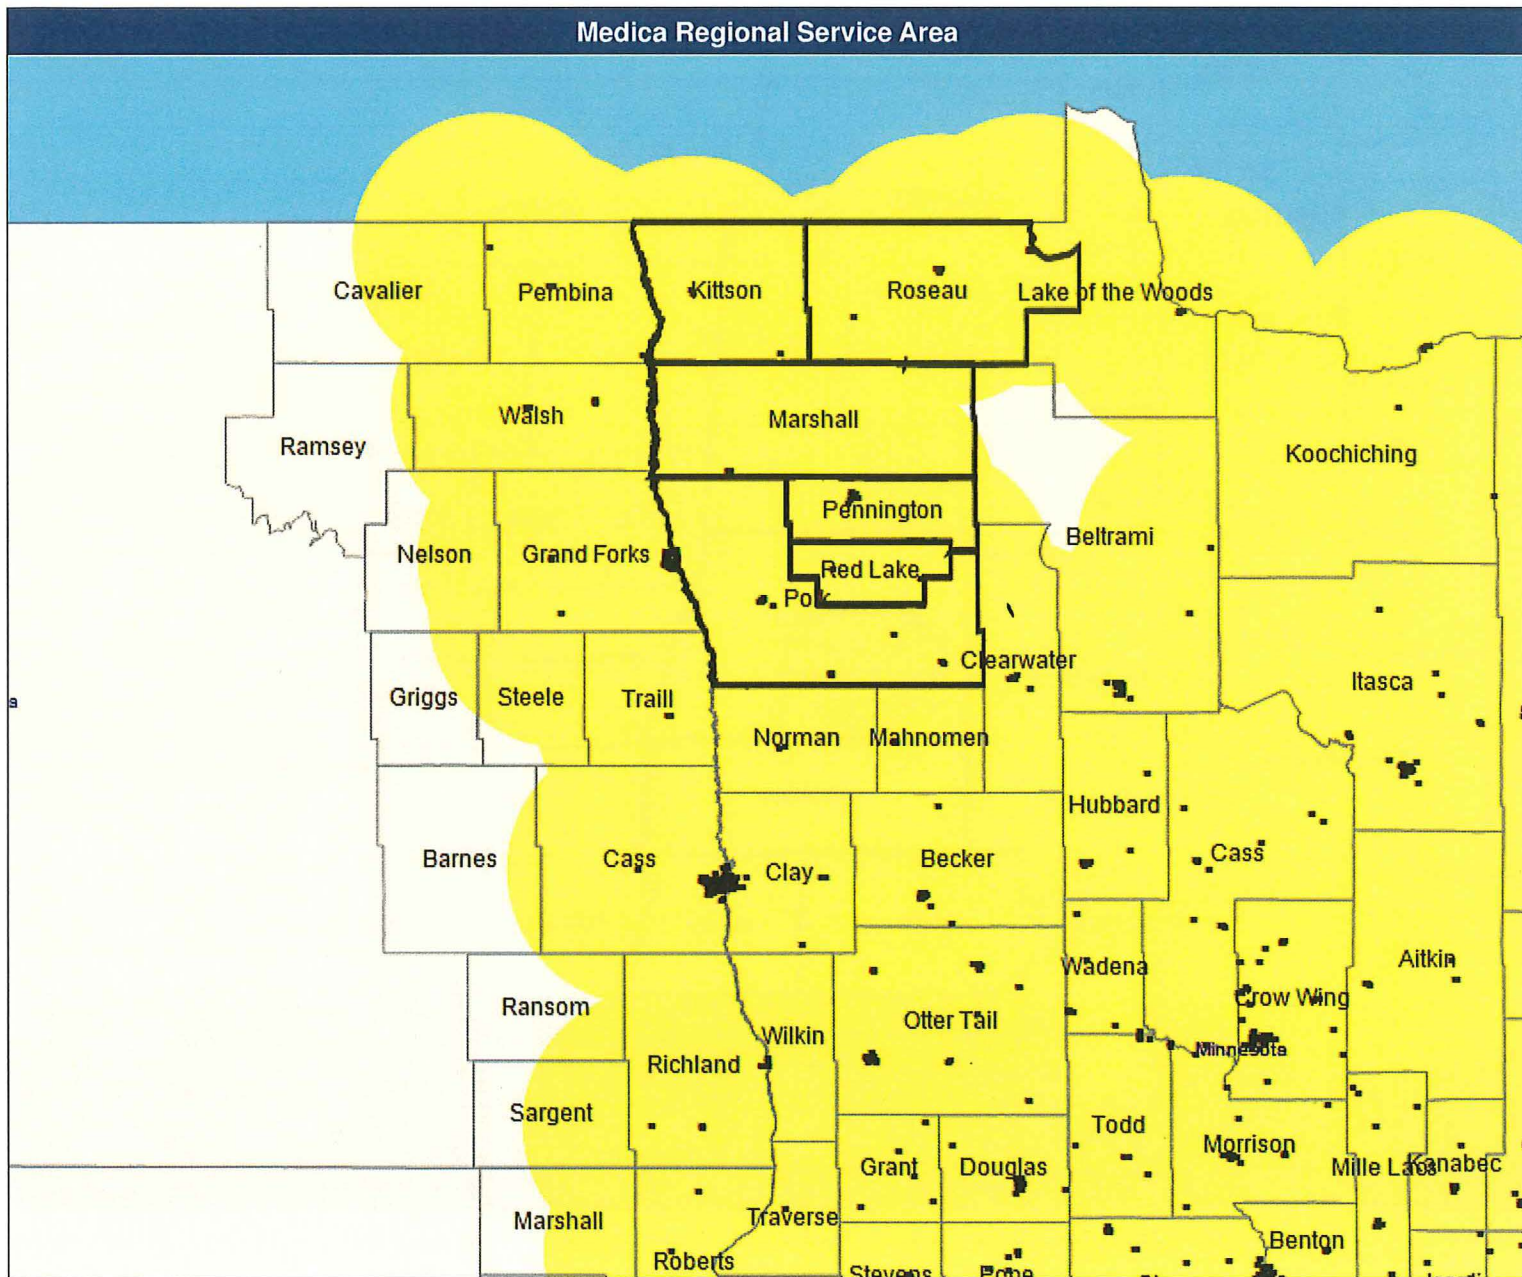 Medica Regional Service Area
Cavalier
Pembina
Kittson
Roseau
Lake of the Woods
Walsh
Marshall
Ramsey
Koochiching
Pennington
Nelson
Grand Forks
Beltrami
Red Lake
Polk
Clearwater
Griggs
Steele
Traill
Itasca
Norman
Mahnomen
Hubbard
Barnes
Cass
Clay
Becker
Cass
Wadena
Aitkin
Ransom
Otter Tail
Crow Wing
Wilkin
Minnesota
Richland
Sargent
Todd
Morrison
Grant
Douglas
Mille Lacs
Kanabec
Marshall
Traverse
Roberts
Benton
Stevens
Pope